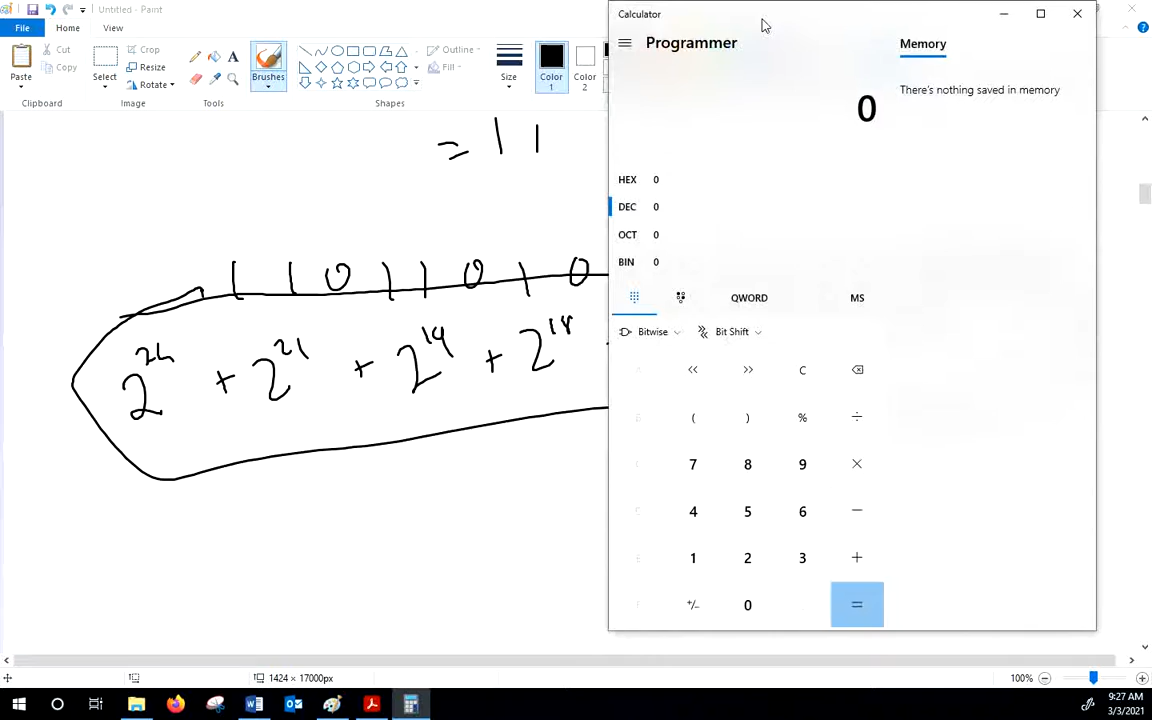 Untitled - Paint
File Home View
Paste
Cut
Copy
Clipboard
Select
Crop
Resize
Rotate
Image
Tools
Brushes
Shapes
Outline
Fill
Size
Color 1
Color 2
= 1 1
1 1 0 1 1 0 1 0
2^24 + 2^21 + 2^19 + 2^18
Calculator
Programmer
Memory
There's nothing saved in memory
0
HEX 0
DEC 0
OCT 0
BIN 0
QWORD MS
Bitwise Bit Shift
<< >> C
( ) % ÷
7 8 9 ×
4 5 6 −
1 2 3 +
+/− 0 =
1424 × 17000px
100%
9:27 AM
3/3/2021